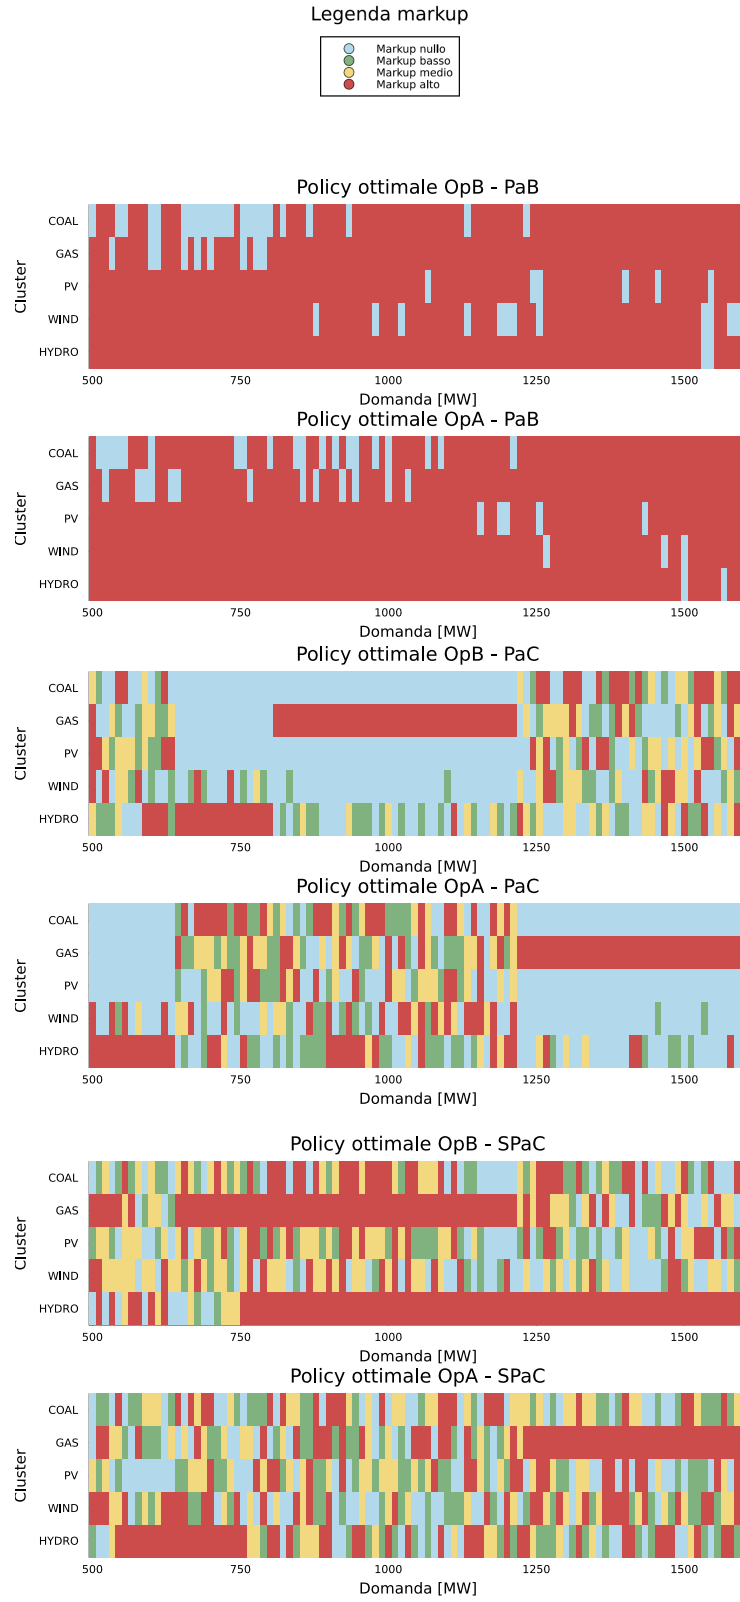 Legenda markup
Markup nullo
Markup basso
Markup medio
Markup alto
Policy ottimale OpB - PaB
Cluster
COAL
GAS
PV
WIND
HYDRO
500 750 1000 1250 1500
Domanda [MW]
Policy ottimale OpA - PaB
Cluster
COAL
GAS
PV
WIND
HYDRO
500 750 1000 1250 1500
Domanda [MW]
Policy ottimale OpB - PaC
Cluster
COAL
GAS
PV
WIND
HYDRO
500 750 1000 1250 1500
Domanda [MW]
Policy ottimale OpA - PaC
Cluster
COAL
GAS
PV
WIND
HYDRO
500 750 1000 1250 1500
Domanda [MW]
Policy ottimale OpB - SPaC
Cluster
COAL
GAS
PV
WIND
HYDRO
500 750 1000 1250 1500
Domanda [MW]
Policy ottimale OpA - SPaC
Cluster
COAL
GAS
PV
WIND
HYDRO
500 750 1000 1250 1500
Domanda [MW]